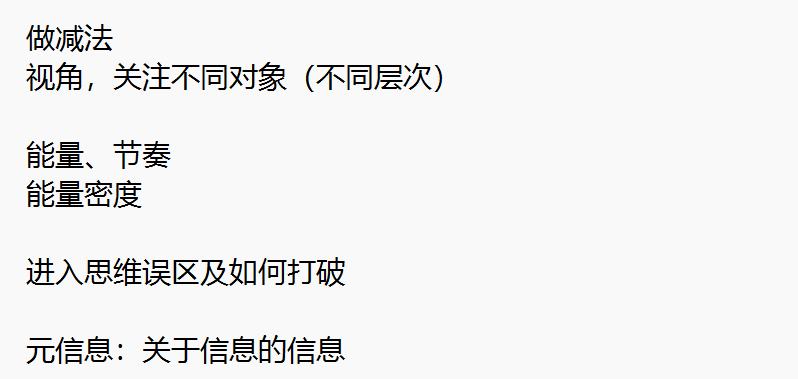 做减法
视角，关注不同对象（不同层次）
能量、节奏
能量密度
进入思维误区及如何打破
元信息：关于信息的信息